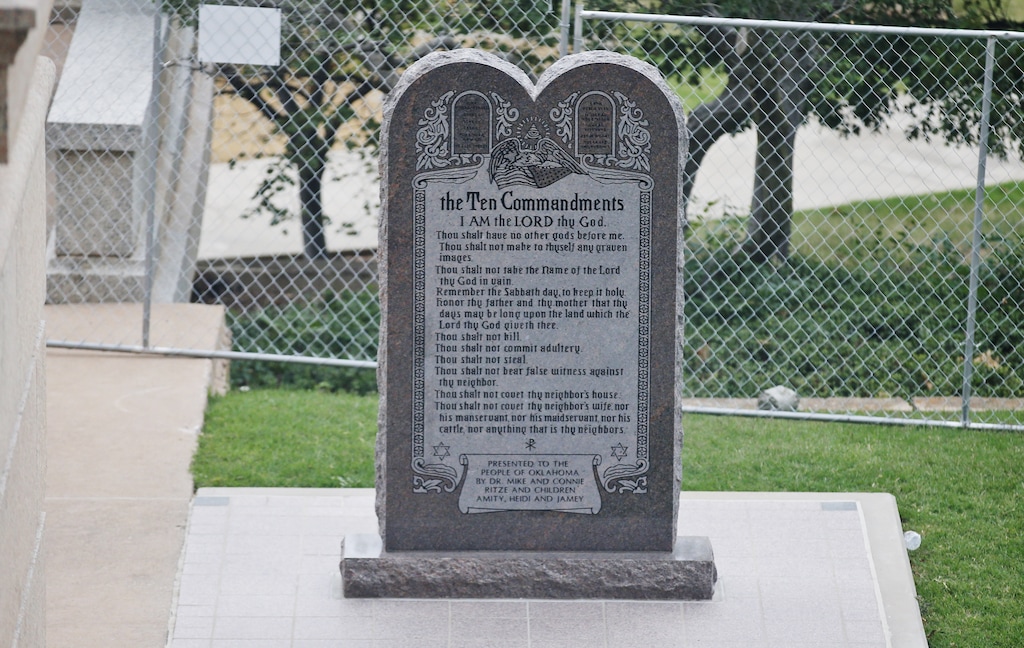 the Ten Commandments
I AM the LORD thy God.
Thou shalt have no other gods before me.
Thou shalt not make to thyself any graven
images.
Thou shalt not take the Name of the Lord
thy God in vain.
Remember the Sabbath day, to keep it holy.
Honor thy father and thy mother that thy
days may be long upon the land which the
Lord thy God giveth thee.
Thou shalt not kill.
Thou shalt not commit adultery.
Thou shalt not steal.
Thou shalt not bear false witness against
thy neighbor.
Thou shalt not covet thy neighbor's house.
Thou shalt not covet thy neighbor's wife, nor
his manservant, nor his maidservant, nor his
cattle, nor anything that is thy neighbor's.
PRESENTED TO THE
PEOPLE OF OKLAHOMA
BY DR. MIKE AND CONNIE
RITZE AND CHILDREN
AMITY, HEIDI AND JAMEY